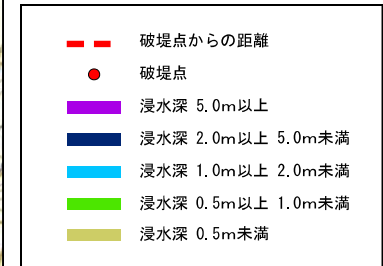 破堤点からの距離
破堤点
浸水深 5.0m以上
浸水深 2.0m以上 5.0m未満
浸水深 1.0m以上 2.0m未満
浸水深 0.5m以上 1.0m未満
浸水深 0.5m未満